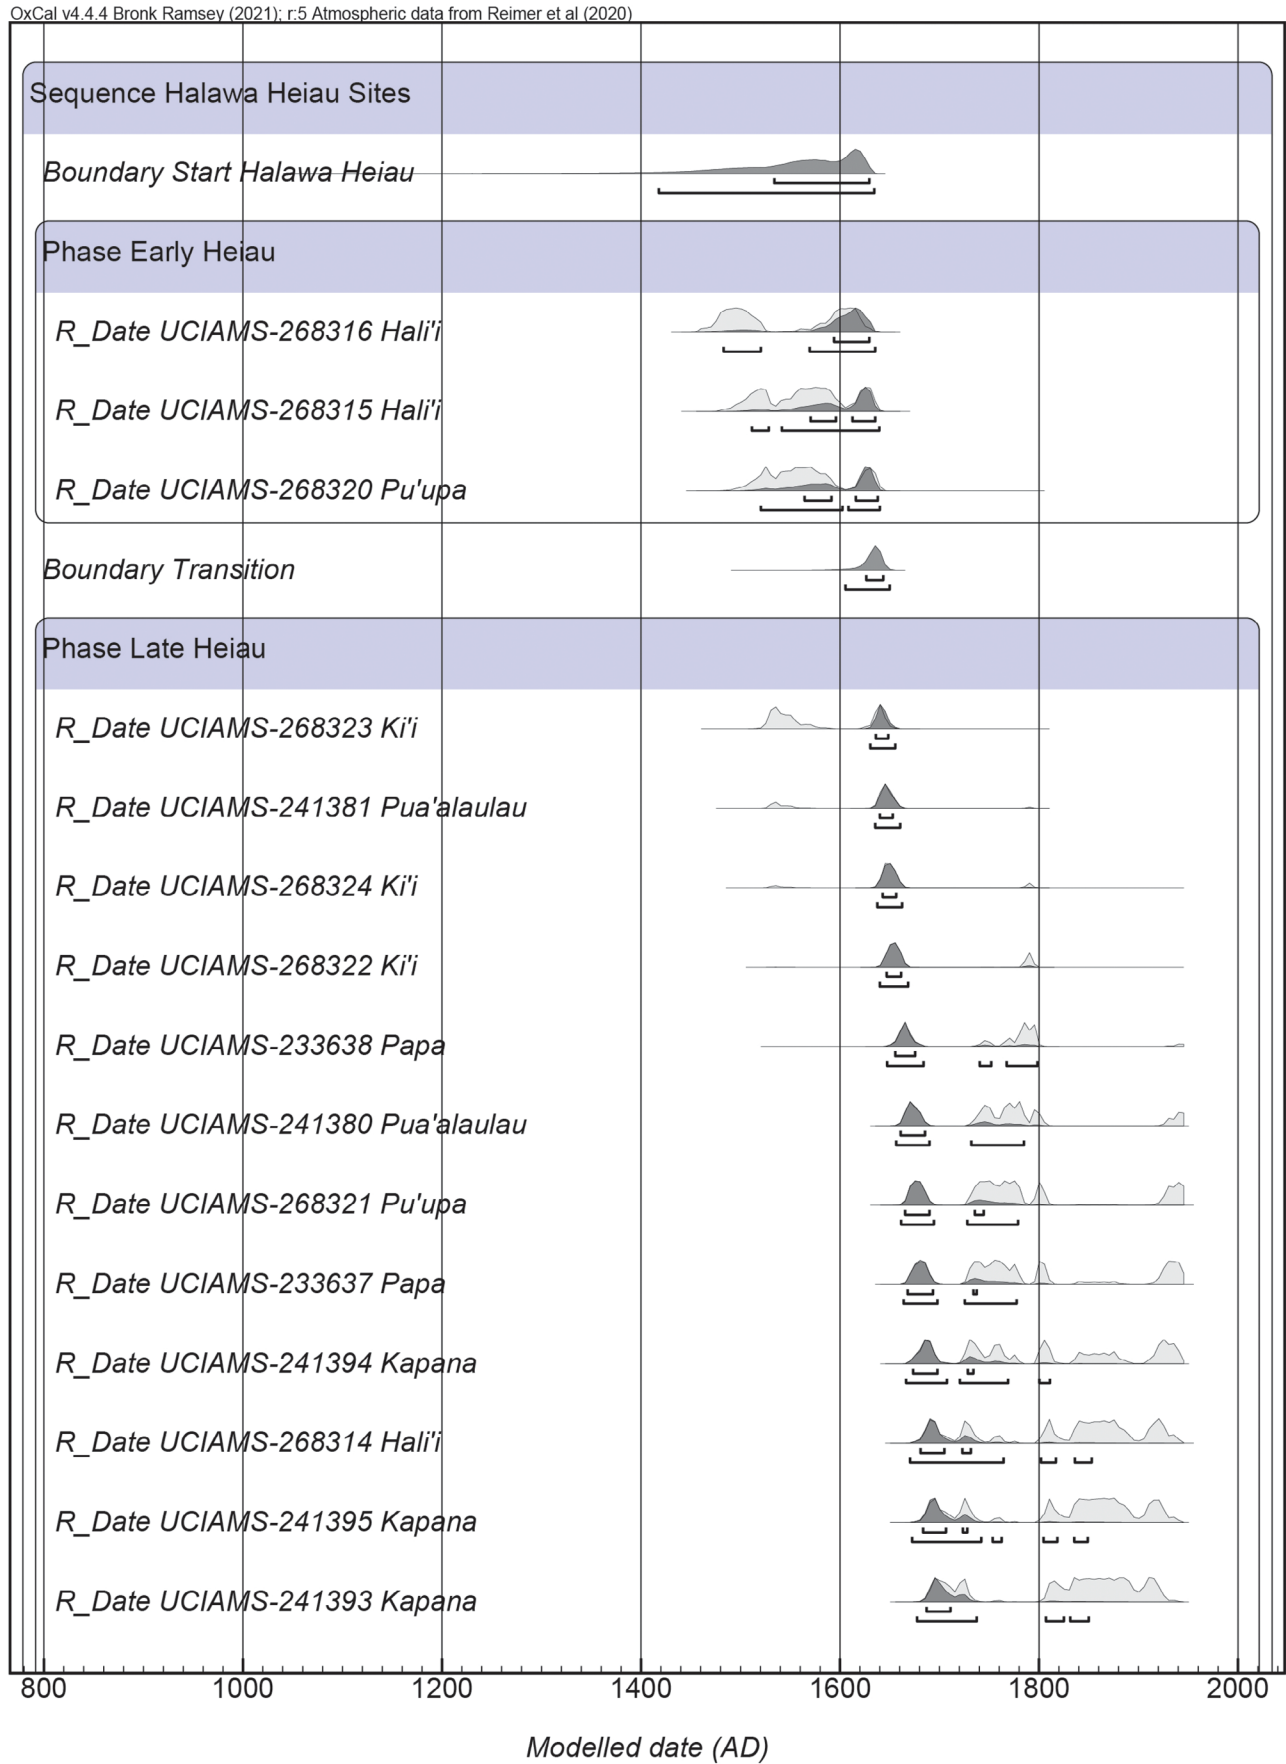 OxCal v4.4.4 Bronk Ramsey (2021); r:5 Atmospheric data from Reimer et al (2020)
Sequence Halawa Heiau Sites
Boundary Start Halawa Heiau
Phase Early Heiau
R_Date UCIAMS-268316 Hali'i
R_Date UCIAMS-268315 Hali'i
R_Date UCIAMS-268320 Pu'upa
Boundary Transition
Phase Late Heiau
R_Date UCIAMS-268323 Ki'i
R_Date UCIAMS-241381 Pua'alaulau
R_Date UCIAMS-268324 Ki'i
R_Date UCIAMS-268322 Ki'i
R_Date UCIAMS-233638 Papa
R_Date UCIAMS-241380 Pua'alaulau
R_Date UCIAMS-268321 Pu'upa
R_Date UCIAMS-233637 Papa
R_Date UCIAMS-241394 Kapana
R_Date UCIAMS-268314 Hali'i
R_Date UCIAMS-241395 Kapana
R_Date UCIAMS-241393 Kapana
800 1000 1200 1400 1600 1800 2000
Modelled date (AD)